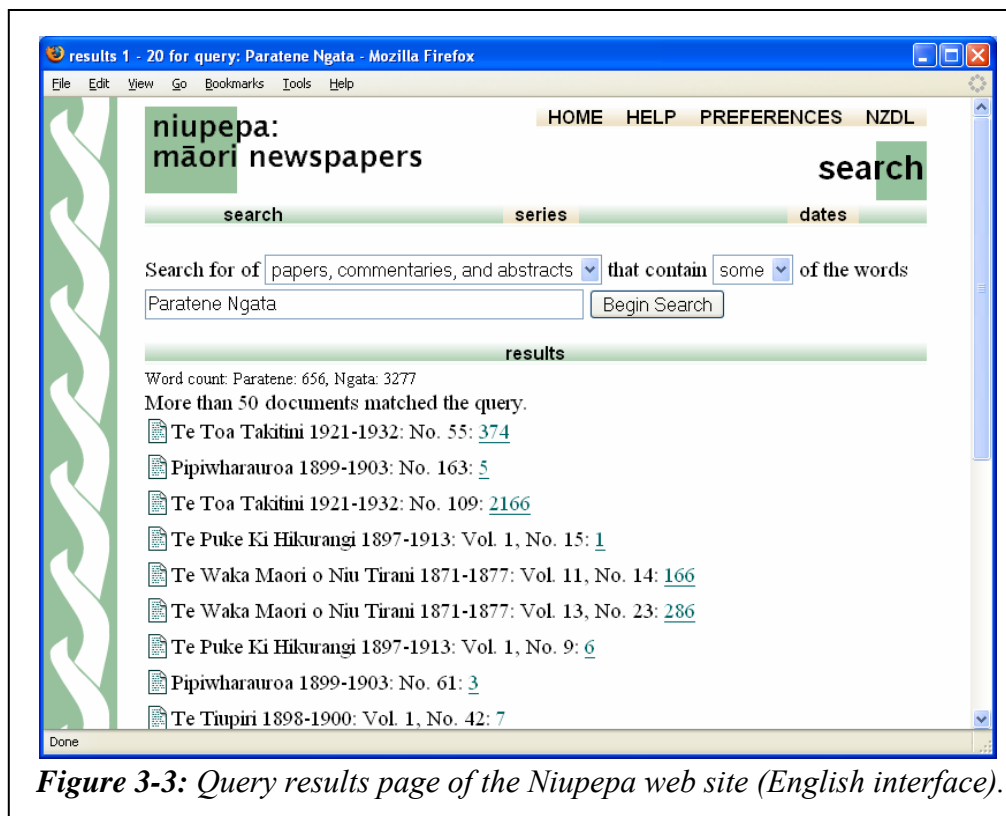 results 1 - 20 for query: Paratene Ngata - Mozilla Firefox
File Edit View Go Bookmarks Tools Help
niupepa:
māori newspapers
HOME HELP PREFERENCES NZDL
search
search series dates
Search for of papers, commentaries, and abstracts that contain some of the words
Paratene Ngata Begin Search
results
Word count: Paratene: 656, Ngata: 3277
More than 50 documents matched the query.
Te Toa Takitini 1921-1932: No. 55: 374
Pipiwharauroa 1899-1903: No. 163: 5
Te Toa Takitini 1921-1932: No. 109: 2166
Te Puke Ki Hikurangi 1897-1913: Vol. 1, No. 15: 1
Te Waka Maori o Niu Tirani 1871-1877: Vol. 11, No. 14: 166
Te Waka Maori o Niu Tirani 1871-1877: Vol. 13, No. 23: 286
Te Puke Ki Hikurangi 1897-1913: Vol. 1, No. 9: 6
Pipiwharauroa 1899-1903: No. 61: 3
Te Tiupiri 1898-1900: Vol. 1, No. 42: 7
Done
Figure 3-3: Query results page of the Niupepa web site (English interface).